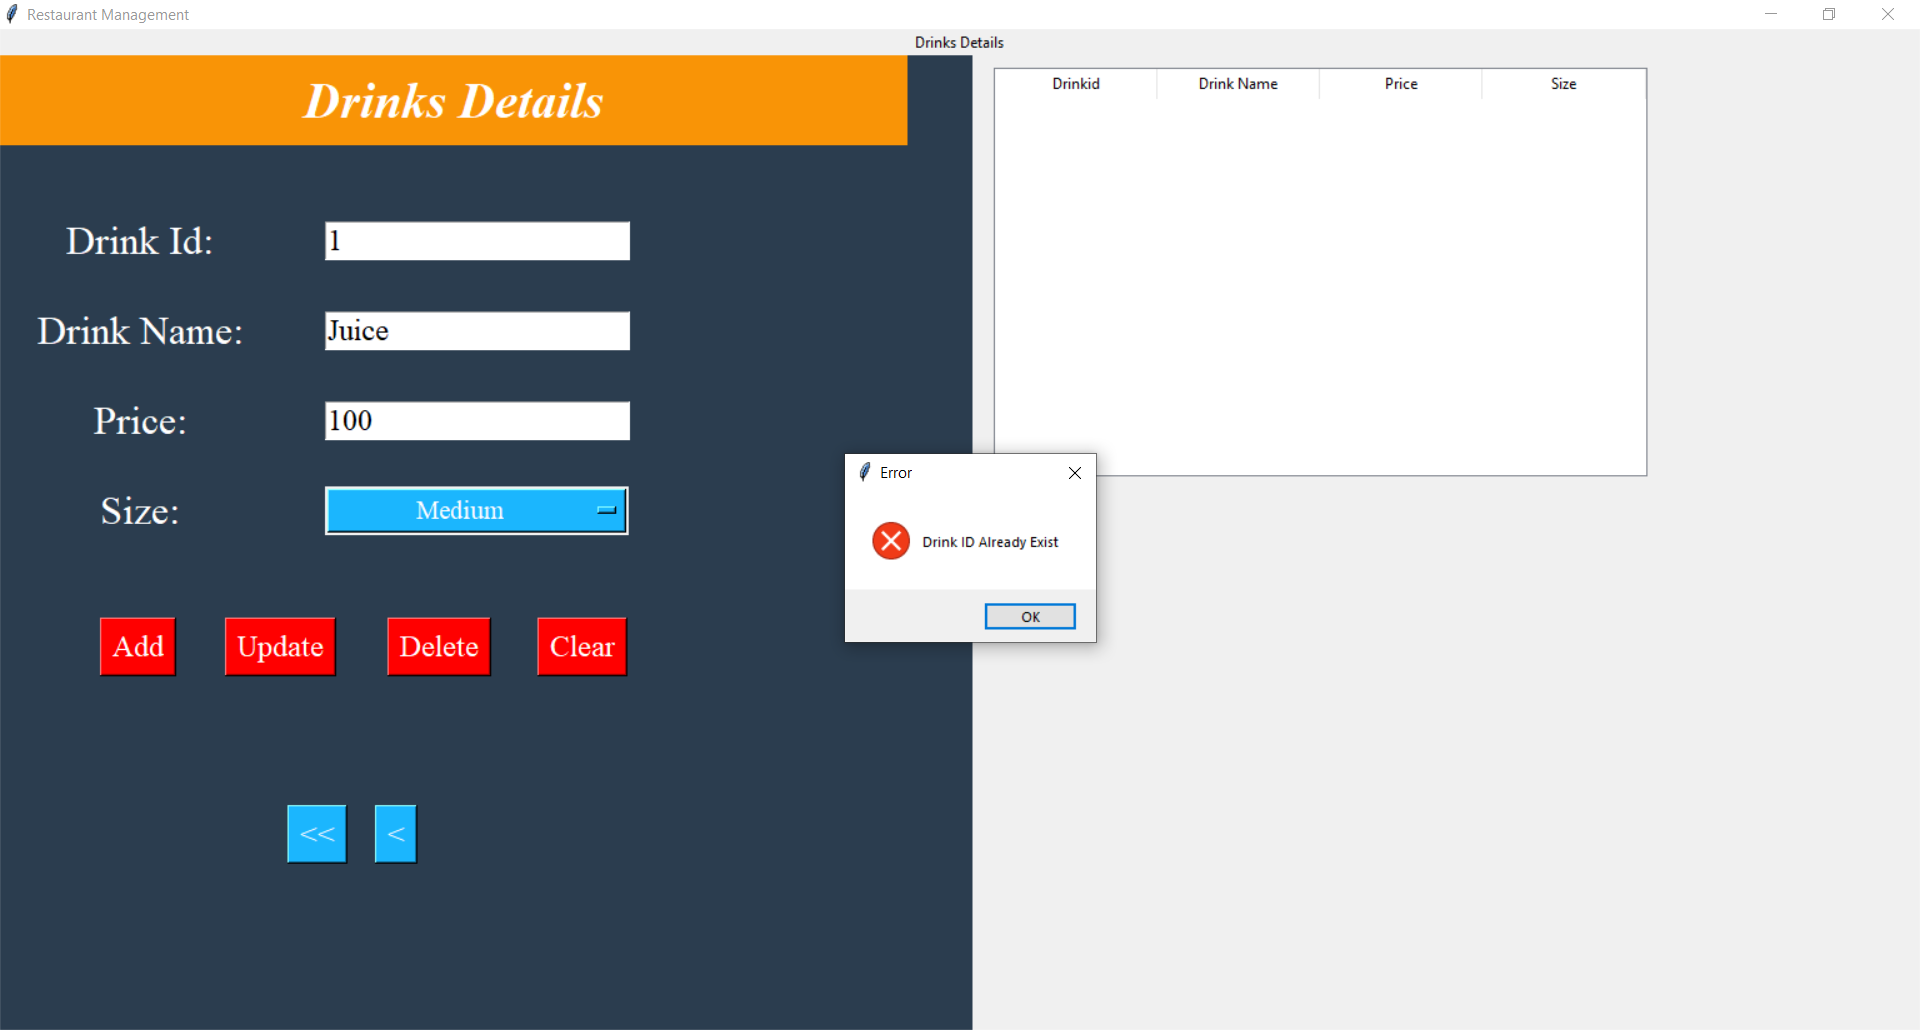 Restaurant Management
Drinks Details
Drinks Details
Drinkid Drink Name Price Size
Drink Id: 1
Drink Name: Juice
Price: 100
Size: Medium
Error
Drink ID Already Exist
OK
Add Update Delete Clear
<< <